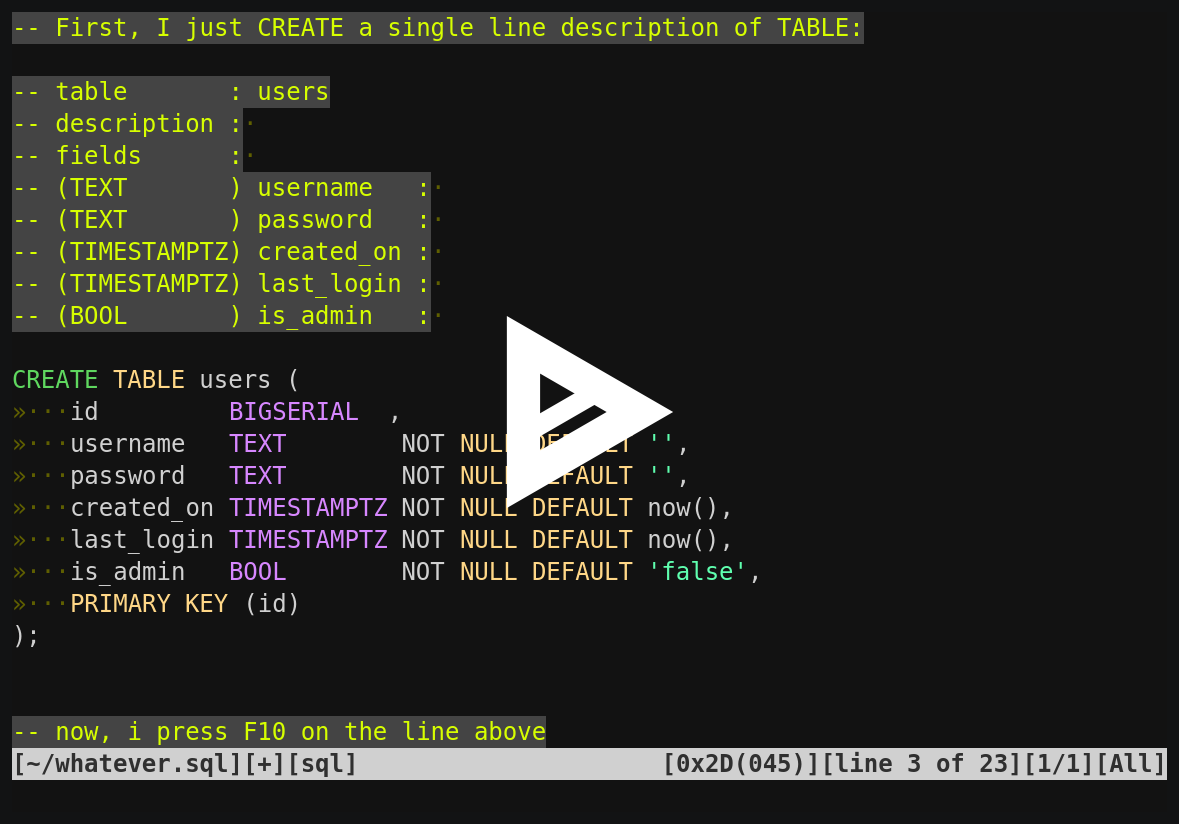 -- First, I just CREATE a single line description of TABLE:
-- table       : users
-- description :·
-- fields      :·
-- (TEXT       ) username   :·
-- (TEXT       ) password   :·
-- (TIMESTAMPTZ) created_on :·
-- (TIMESTAMPTZ) last_login :·
-- (BOOL       ) is_admin   :·
CREATE TABLE users (
»···id         BIGSERIAL  ,
»···username   TEXT        NOT NULL DEFAULT '',
»···password   TEXT        NOT NULL DEFAULT '',
»···created_on TIMESTAMPTZ NOT NULL DEFAULT now(),
»···last_login TIMESTAMPTZ NOT NULL DEFAULT now(),
»···is_admin   BOOL        NOT NULL DEFAULT 'false',
»···PRIMARY KEY (id)
);
-- now, i press F10 on the line above
[~/whatever.sql][+][sql]                     [0x2D(045)][line 3 of 23][1/1][All]